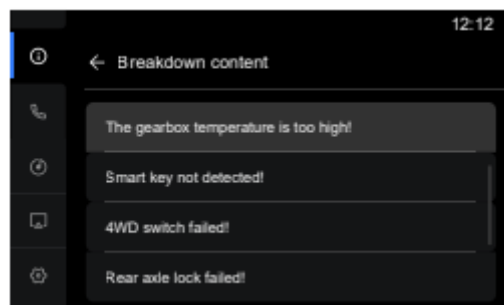 12:12
Breakdown content
The gearbox temperature is too high!
Smart key not detected!
4WD switch failed!
Rear axle lock failed!